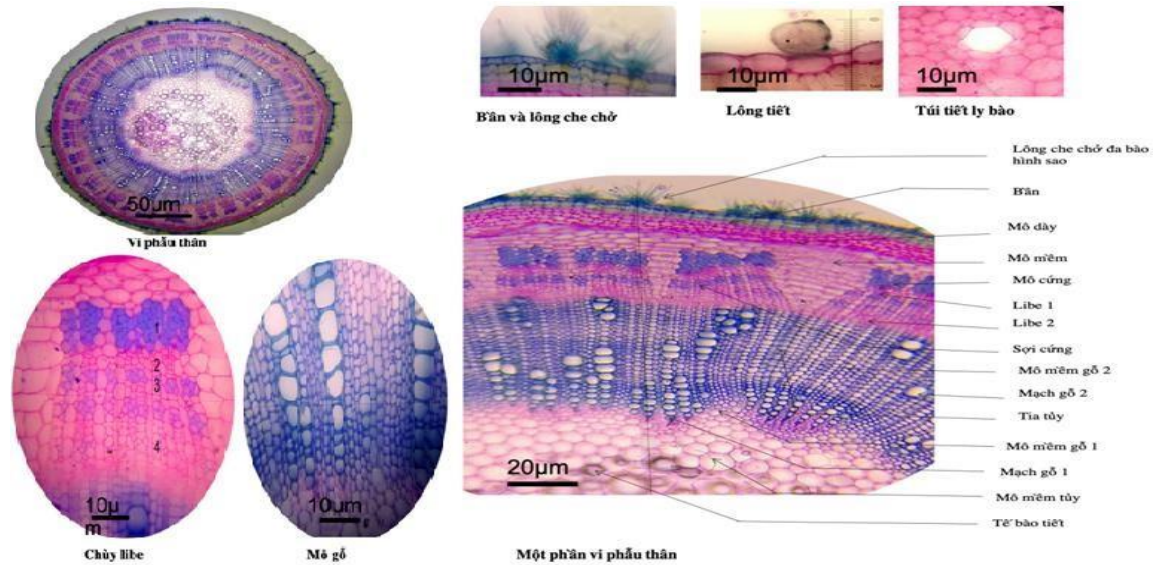 50µm
Vi phẫu thân
10µm
Bần và lông che chở
10µm
Lông tiết
10µm
Túi tiết ly bào
1
2
3
4
10µ
m
Chùy libe
10µm
Mô gỗ
20µm
Một phần vi phẫu thân
Lông che chở đa bào
hình sao
Bần
Mô dày
Mô mềm
Mô cứng
Libe 1
Libe 2
Sợi cứng
Mô mềm gỗ 2
Mạch gỗ 2
Tia tủy
Mô mềm gỗ 1
Mạch gỗ 1
Mô mềm tủy
Tế bào tiết